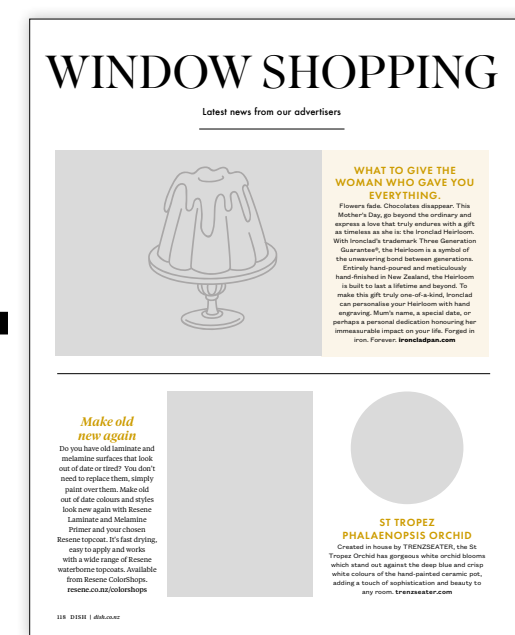 WINDOW SHOPPING
Latest news from our advertisers
WHAT TO GIVE THE
WOMAN WHO GAVE YOU
EVERYTHING.
Flowers fade. Chocolates disappear. This
Mother's Day, go beyond the ordinary and
express a love that truly endures with a gift
as timeless as she is: the Ironclad Heirloom.
With Ironclad's trademark Three Generation
Guarantee®, the Heirloom is a symbol of
the unwavering bond between generations.
Entirely hand-poured and meticulously
hand-finished in New Zealand, the Heirloom
is built to last a lifetime and beyond. To
make this gift truly one-of-a-kind, Ironclad
can personalise your Heirloom with hand
engraving. Mum's name, a special date, or
perhaps a personal dedication honouring her
immeasurable impact on your life. Forged in
iron. Forever. ironcladpan.com
Make old
new again
Do you have old laminate and
melamine surfaces that look
out of date or tired? You don't
need to replace them, simply
paint over them. Make old
out of date colours and styles
look new again with Resene
Laminate and Melamine
Primer and your chosen
Resene topcoat. It's fast drying,
easy to apply and works
with a wide range of Resene
waterborne topcoats. Available
from Resene ColorShops.
resene.co.nz/colorshops
ST TROPEZ
PHALAENOPSIS ORCHID
Created in house by TRENZSEATER, the St
Tropez Orchid has gorgeous white orchid blooms
which stand out against the deep blue and crisp
white colours of the hand-painted ceramic pot,
adding a touch of sophistication and beauty to
any room. trenzseater.com
118 DISH | dish.co.nz